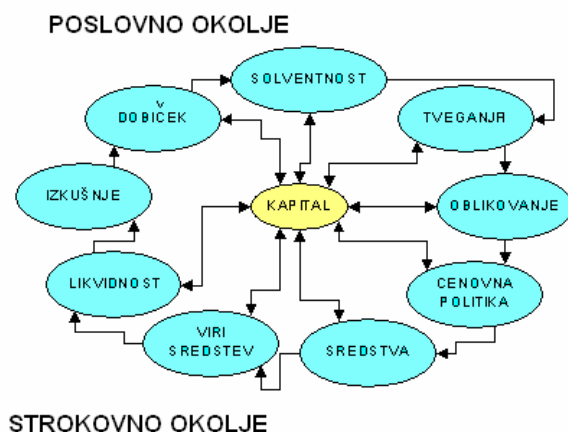 POSLOVNO OKOLJE
SOLVENTNOST
DOBIČEK
TVEGANJA
IZKUŠNJE
KAPITAL
OBLIKOVANJE
LIKVIDNOST
CENOVNA
POLITIKA
VIRI
SREDSTEV
SREDSTVA
STROKOVNO OKOLJE